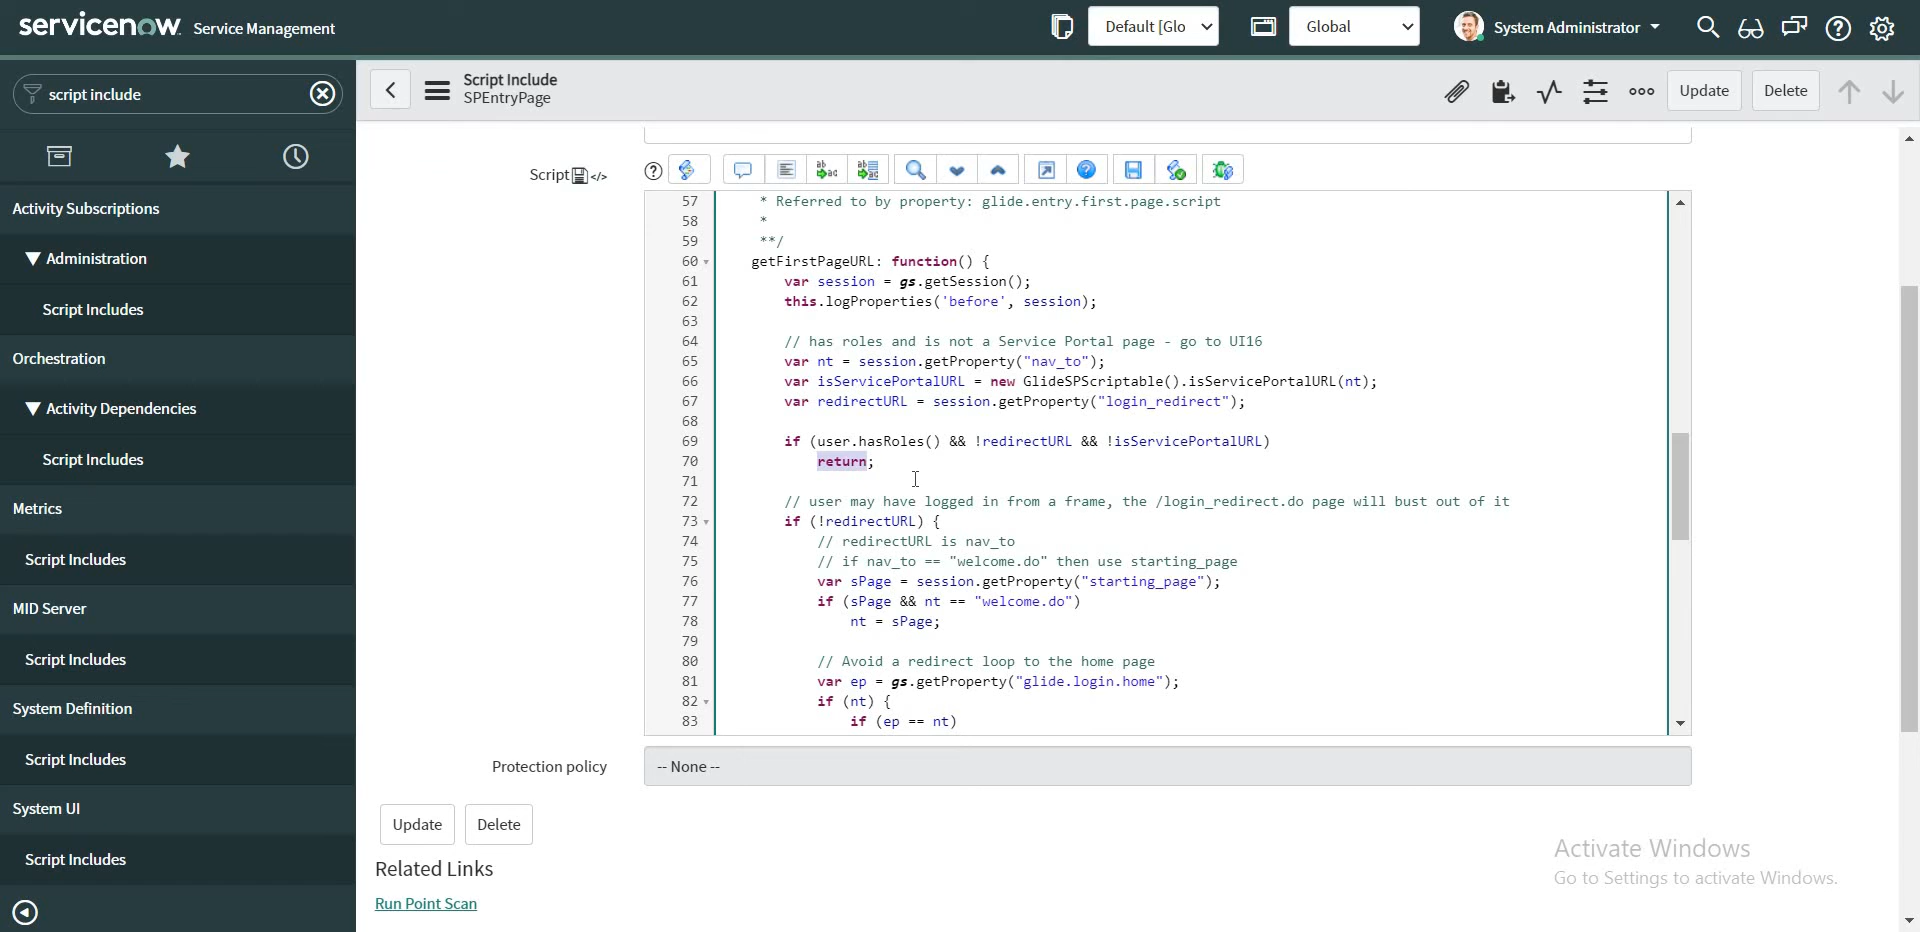 servicenow. Service Management
Default [Glo
Global
System Administrator
script include
Script Include
SPEntryPage
Update
Delete
Activity Subscriptions
Administration
Script Includes
Orchestration
Activity Dependencies
Script Includes
Metrics
Script Includes
MID Server
Script Includes
System Definition
Script Includes
System UI
Script Includes
Script </>
57 * Referred to by property: glide.entry.first.page.script
58 *
59 **/
60 getFirstPageURL: function() {
61 var session = gs.getSession();
62 this.logProperties('before', session);
63
64 // has roles and is not a Service Portal page - go to UI16
65 var nt = session.getProperty("nav_to");
66 var isServicePortalURL = new GlideSPScriptable().isServicePortalURL(nt);
67 var redirectURL = session.getProperty("login_redirect");
68
69 if (user.hasRoles() && !redirectURL && !isServicePortalURL)
70 return;
71
72 // user may have logged in from a frame, the /login_redirect.do page will bust out of it
73 if (!redirectURL) {
74 // redirectURL is nav_to
75 // if nav_to == "welcome.do" then use starting_page
76 var sPage = session.getProperty("starting_page");
77 if (sPage && nt == "welcome.do")
78 nt = sPage;
79
80 // Avoid a redirect loop to the home page
81 var ep = gs.getProperty("glide.login.home");
82 if (nt) {
83 if (ep == nt)
Protection policy
-- None --
Update
Delete
Related Links
Run Point Scan
Activate Windows
Go to Settings to activate Windows.